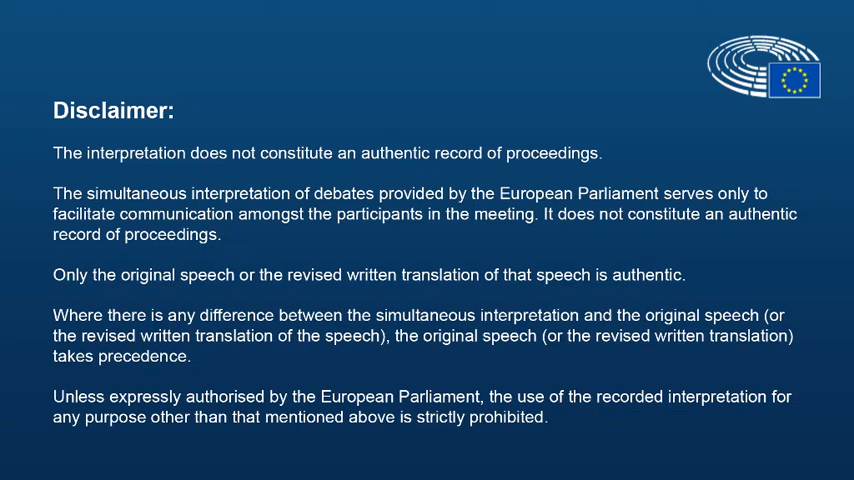 Disclaimer:
The interpretation does not constitute an authentic record of proceedings.
The simultaneous interpretation of debates provided by the European Parliament serves only to
facilitate communication amongst the participants in the meeting. It does not constitute an authentic
record of proceedings.
Only the original speech or the revised written translation of that speech is authentic.
Where there is any difference between the simultaneous interpretation and the original speech (or
the revised written translation of the speech), the original speech (or the revised written translation)
takes precedence.
Unless expressly authorised by the European Parliament, the use of the recorded interpretation for
any purpose other than that mentioned above is strictly prohibited.